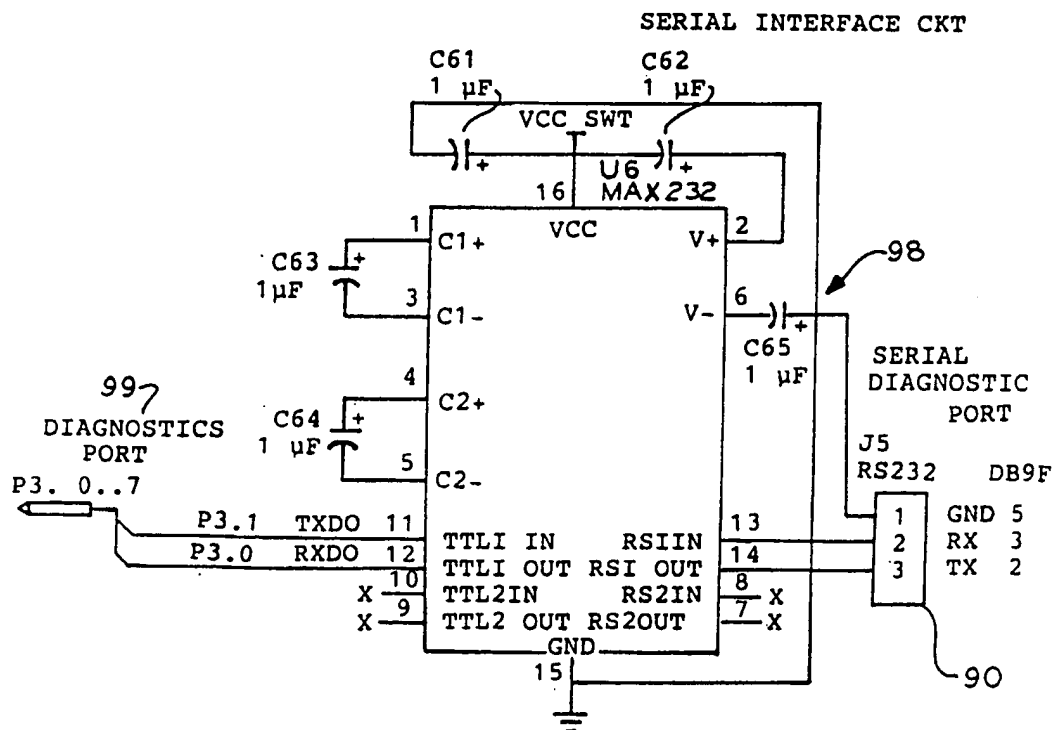 SERIAL INTERFACE CKT
C61
1 µF
C62
1 µF
VCC SWT
U6
MAX232
16
VCC
1
C1+
2
V+
C63
1µF
3
C1-
6
V-
98
C65
1 µF
4
C2+
C64
1 µF
5
C2-
99
DIAGNOSTICS
PORT
P3. 0..7
SERIAL
DIAGNOSTIC
PORT
J5
RS232 DB9F
1 GND 5
2 RX 3
3 TX 2
P3.1 TXDO 11 TTLI IN RSIIN 13
P3.0 RXDO 12 TTLI OUT RSI OUT 14
X 10 TTL2IN RS2IN 8 X
X 9 TTL2 OUT RS2OUT 7 X
GND
15
90